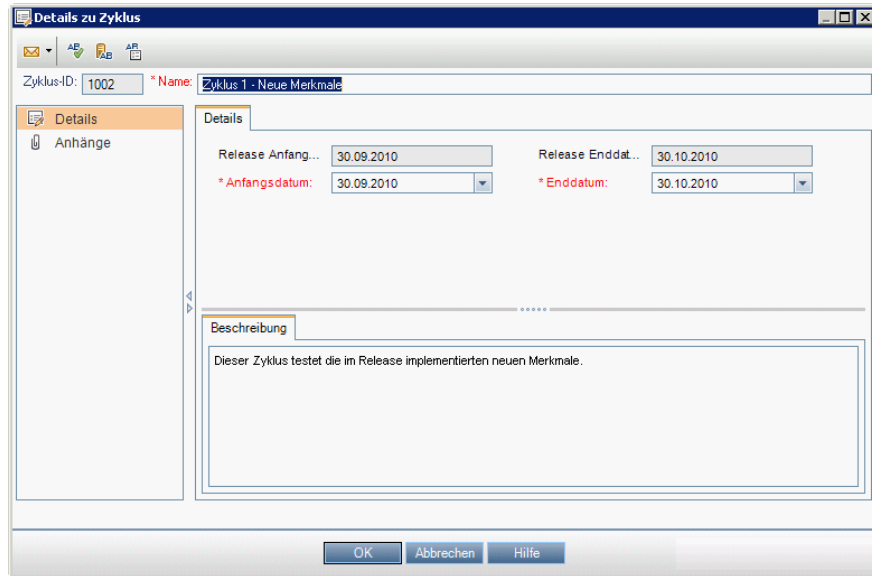 Details zu Zyklus
Zyklus-ID: 1002 *Name: Zyklus 1 - Neue Merkmale
Details
Anhänge
Details
Release Anfang... 30.09.2010 Release Enddat... 30.10.2010
*Anfangsdatum: 30.09.2010 *Enddatum: 30.10.2010
Beschreibung
Dieser Zyklus testet die im Release implementierten neuen Merkmale.
OK Abbrechen Hilfe